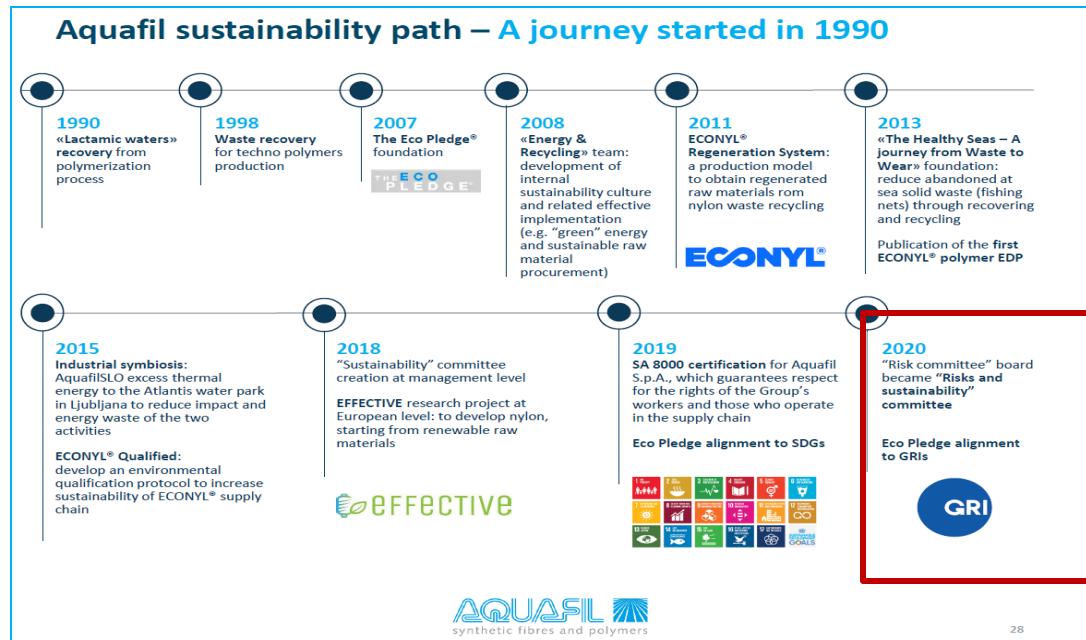 Aquafil sustainability path – A journey started in 1990
1990
«Lactamic waters»
recovery from
polymerization
process
1998
Waste recovery
for techno polymers
production
2007
The Eco Pledge®
foundation
THE ECO
PLEDGE®
2008
«Energy &
Recycling» team:
development of
internal
sustainability culture
and related effective
implementation
(e.g. “green” energy
and sustainable raw
material
procurement)
2011
ECONYL®
Regeneration System:
a production model
to obtain regenerated
raw materials rom
nylon waste recycling
ECONYL®
2013
«The Healthy Seas – A
journey from Waste to
Wear» foundation:
reduce abandoned at
sea solid waste (fishing
nets) through recovering
and recycling
Publication of the first
ECONYL® polymer EDP
2015
Industrial symbiosis:
AquafilSLO excess thermal
energy to the Atlantis water park
in Ljubljana to reduce impact and
energy waste of the two
activities
ECONYL® Qualified:
develop an environmental
qualification protocol to increase
sustainability of ECONYL® supply
chain
2018
“Sustainability” committee
creation at management level
EFFECTIVE research project at
European level: to develop nylon,
starting from renewable raw
materials
EFFECTIVE
2019
SA 8000 certification for Aquafil
S.p.A., which guarantees respect
for the rights of the Group’s
workers and those who operate
in the supply chain
Eco Pledge alignment to SDGs
GOALS
2020
“Risk committee” board
became “Risks and
sustainability”
committee
Eco Pledge alignment
to GRIs
GRI
AQUAFIL
synthetic fibres and polymers
28